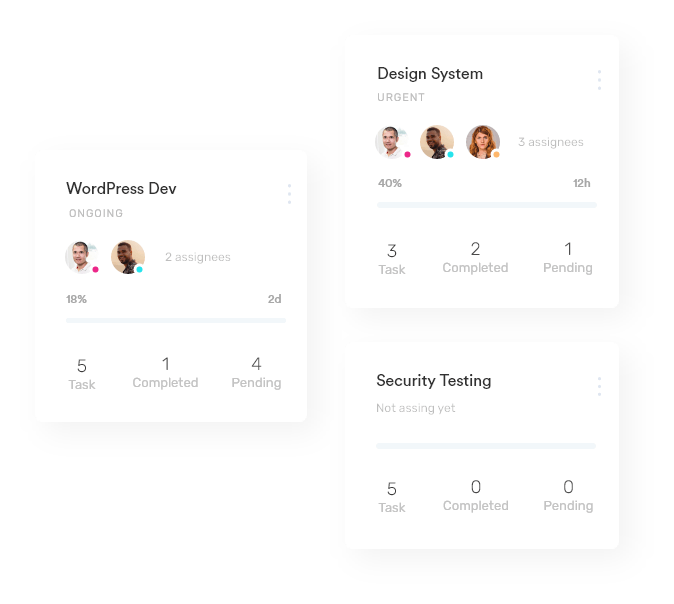 WordPress Dev
ONGOING
2 assignees
18% 2d
5 1 4
Task Completed Pending
Design System
URGENT
3 assignees
40% 12h
3 2 1
Task Completed Pending
Security Testing
Not assing yet
5 0 0
Task Completed Pending